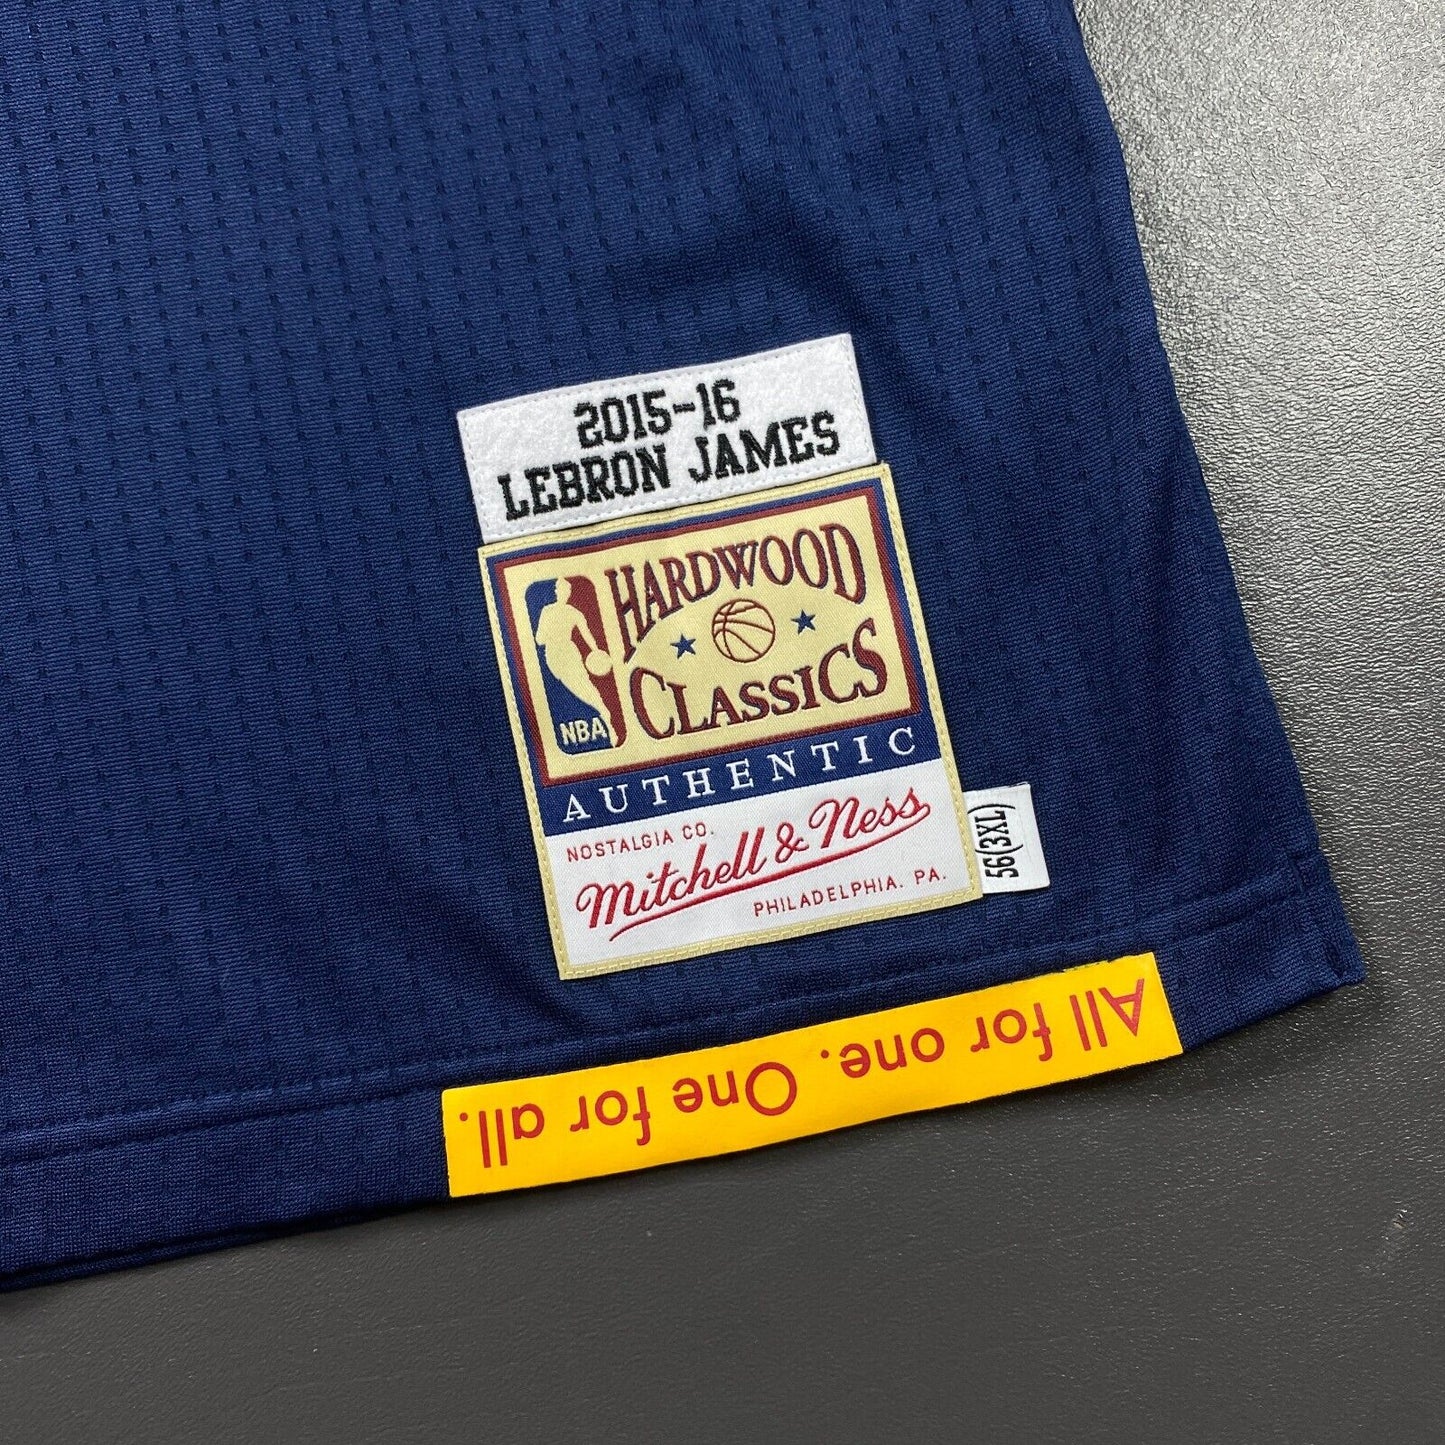 2015-16
LEBRON JAMES
HARDWOOD
CLASSICS
NBA
AUTHENTIC
NOSTALGIA CO.
Mitchell & Ness
PHILADELPHIA. PA.
56(3XL)
All for one. One for all.